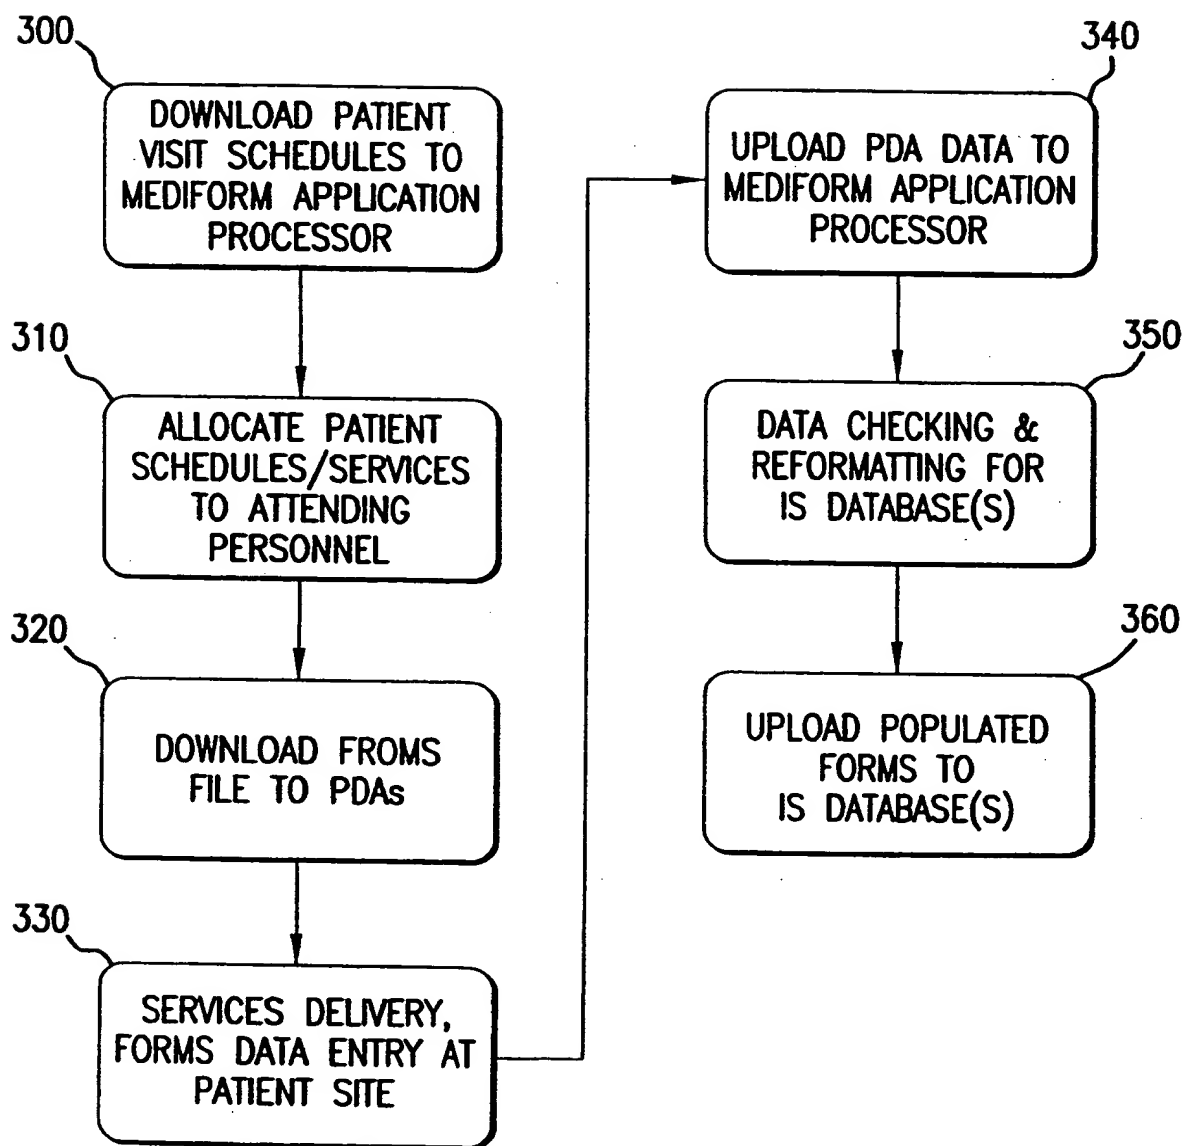 300
DOWNLOAD PATIENT
VISIT SCHEDULES TO
MEDIFORM APPLICATION
PROCESSOR
310
ALLOCATE PATIENT
SCHEDULES/SERVICES
TO ATTENDING
PERSONNEL
320
DOWNLOAD FROMS
FILE TO PDAs
330
SERVICES DELIVERY,
FORMS DATA ENTRY AT
PATIENT SITE
340
UPLOAD PDA DATA TO
MEDIFORM APPLICATION
PROCESSOR
350
DATA CHECKING &
REFORMATTING FOR
IS DATABASE(S)
360
UPLOAD POPULATED
FORMS TO
IS DATABASE(S)